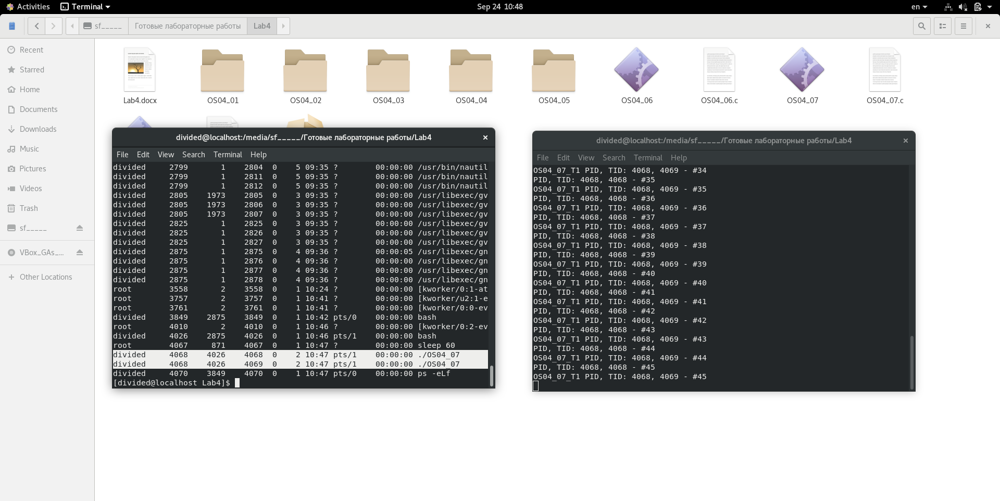 Activities Terminal Sep 24 10:48 en
sf_____ Готовые лабораторные работы Lab4
Recent
Starred
Home
Documents
Downloads
Music
Pictures
Videos
Trash
sf_____
VBox_GAs_...
Other Locations
Lab4.docx OS04_01 OS04_02 OS04_03 OS04_04 OS04_05 OS04_06 OS04_06.c OS04_07 OS04_07.c
divided@localhost:/media/sf_____/Готовые лабораторные работы/Lab4
File Edit View Search Terminal Help
divided 2799 1 2804 0 5 09:35 ? 00:00:00 /usr/bin/nautil
divided 2799 1 2811 0 5 09:35 ? 00:00:00 /usr/bin/nautil
divided 2799 1 2812 0 5 09:35 ? 00:00:00 /usr/bin/nautil
divided 2805 1973 2805 0 3 09:35 ? 00:00:00 /usr/libexec/gv
divided 2805 1973 2806 0 3 09:35 ? 00:00:00 /usr/libexec/gv
divided 2805 1973 2807 0 3 09:35 ? 00:00:00 /usr/libexec/gv
divided 2825 1 2825 0 3 09:35 ? 00:00:00 /usr/libexec/gv
divided 2825 1 2826 0 3 09:35 ? 00:00:00 /usr/libexec/gv
divided 2825 1 2827 0 3 09:35 ? 00:00:00 /usr/libexec/gv
divided 2875 1 2875 0 4 09:36 ? 00:00:05 /usr/libexec/gn
divided 2875 1 2876 0 4 09:36 ? 00:00:00 /usr/libexec/gn
divided 2875 1 2877 0 4 09:36 ? 00:00:00 /usr/libexec/gn
divided 2875 1 2878 0 4 09:36 ? 00:00:00 /usr/libexec/gn
root 3558 2 3558 0 1 10:24 ? 00:00:00 [kworker/0:1-at
root 3757 2 3757 0 1 10:41 ? 00:00:00 [kworker/u2:1-e
root 3761 2 3761 0 1 10:41 ? 00:00:00 [kworker/0:0-ev
divided 3849 2875 3849 0 1 10:42 pts/0 00:00:00 bash
root 4010 2 4010 0 1 10:46 ? 00:00:00 [kworker/0:2-ev
divided 4026 2875 4026 0 1 10:46 pts/1 00:00:00 bash
root 4067 871 4067 0 1 10:47 ? 00:00:00 sleep 60
divided 4068 4026 4068 0 2 10:47 pts/1 00:00:00 ./OS04_07
divided 4068 4026 4069 0 2 10:47 pts/1 00:00:00 ./OS04_07
divided 4070 3849 4070 0 1 10:47 pts/0 00:00:00 ps -eLf
[divided@localhost Lab4]$
divided@localhost:/media/sf_____/Готовые лабораторные работы/Lab4
File Edit View Search Terminal Help
OS04_07_T1 PID, TID: 4068, 4069 - #34
PID, TID: 4068, 4068 - #35
OS04_07_T1 PID, TID: 4068, 4069 - #35
PID, TID: 4068, 4068 - #36
OS04_07_T1 PID, TID: 4068, 4069 - #36
PID, TID: 4068, 4068 - #37
OS04_07_T1 PID, TID: 4068, 4069 - #37
PID, TID: 4068, 4068 - #38
OS04_07_T1 PID, TID: 4068, 4069 - #38
PID, TID: 4068, 4068 - #39
OS04_07_T1 PID, TID: 4068, 4069 - #39
PID, TID: 4068, 4068 - #40
OS04_07_T1 PID, TID: 4068, 4069 - #40
PID, TID: 4068, 4068 - #41
OS04_07_T1 PID, TID: 4068, 4069 - #41
PID, TID: 4068, 4068 - #42
OS04_07_T1 PID, TID: 4068, 4069 - #42
PID, TID: 4068, 4068 - #43
OS04_07_T1 PID, TID: 4068, 4069 - #43
PID, TID: 4068, 4068 - #44
OS04_07_T1 PID, TID: 4068, 4069 - #44
PID, TID: 4068, 4068 - #45
OS04_07_T1 PID, TID: 4068, 4069 - #45